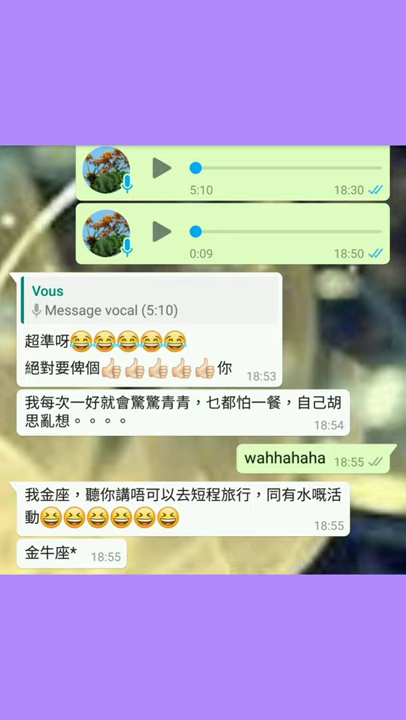 5:10 18:30
0:09 18:50
Vous
Message vocal (5:10)
超準呀😂😂😂😂😂
絕對要俾個👍🏻👍🏻👍🏻👍🏻👍🏻你 18:53
我每次一好就會驚驚青青，乜都怕一餐，自己胡
思亂想。。。。 18:54
wahhahaha 18:55
我金座，聽你講唔可以去短程旅行，同有水嘅活
動😆😆😆😆😆😆 18:55
金牛座* 18:55